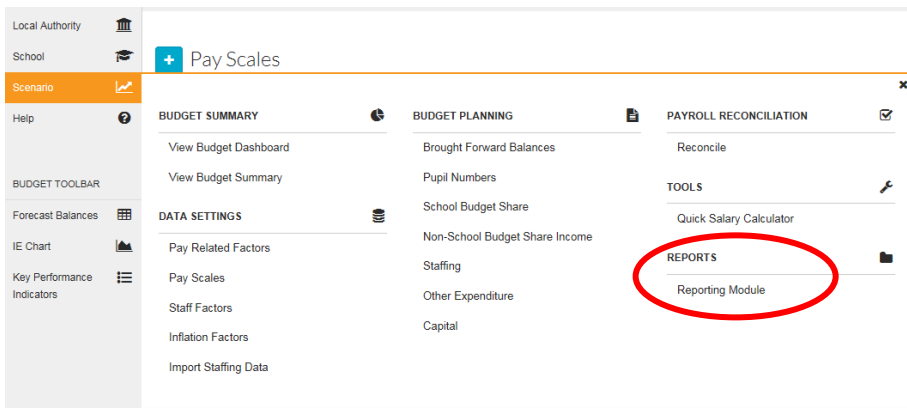 Local Authority
School
Scenario
Help
BUDGET TOOLBAR
Forecast Balances
IE Chart
Key Performance
Indicators
Pay Scales
BUDGET SUMMARY
View Budget Dashboard
View Budget Summary
DATA SETTINGS
Pay Related Factors
Pay Scales
Staff Factors
Inflation Factors
Import Staffing Data
BUDGET PLANNING
Brought Forward Balances
Pupil Numbers
School Budget Share
Non-School Budget Share Income
Staffing
Other Expenditure
Capital
PAYROLL RECONCILIATION
Reconcile
TOOLS
Quick Salary Calculator
REPORTS
Reporting Module